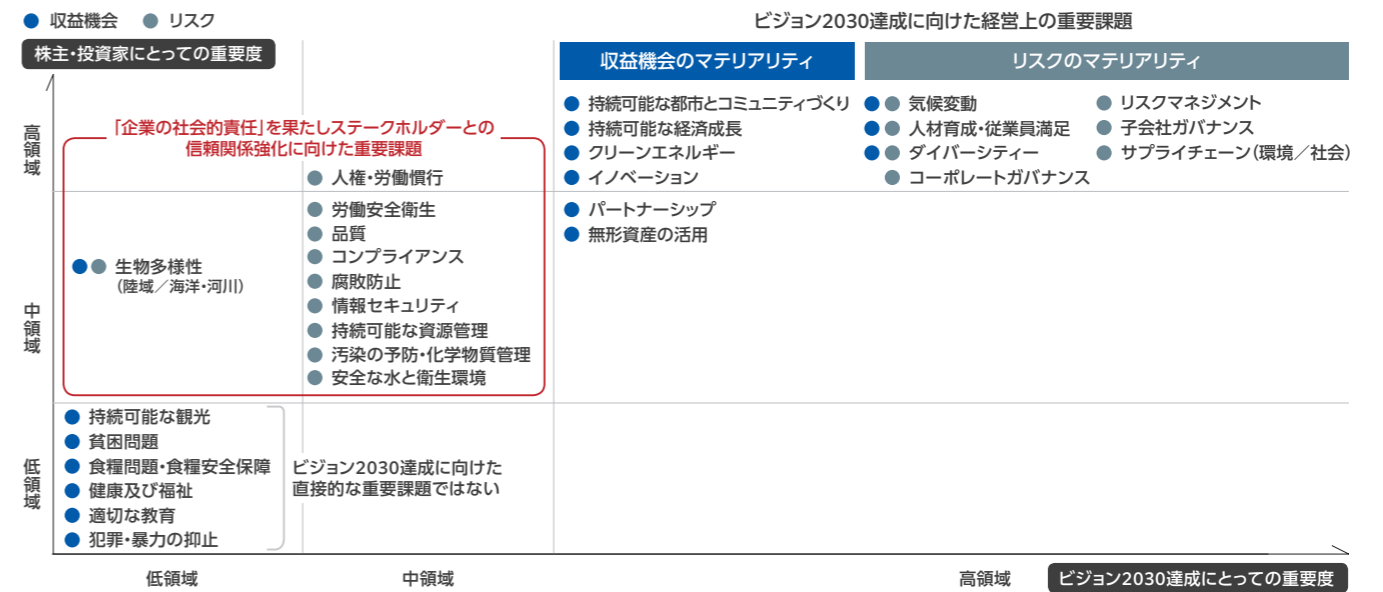 収益機会 リスク
ビジョン2030達成に向けた経営上の重要課題
株主・投資家にとっての重要度
収益機会のマテリアリティ
リスクのマテリアリティ
高領域
「企業の社会的責任」を果たしステークホルダーとの
信頼関係強化に向けた重要課題
人権・労働慣行
持続可能な都市とコミュニティづくり
持続可能な経済成長
クリーンエネルギー
イノベーション
気候変動
人材育成・従業員満足
ダイバーシティー
コーポレートガバナンス
リスクマネジメント
子会社ガバナンス
サプライチェーン(環境/社会)
中領域
生物多様性
(陸域/海洋・河川)
労働安全衛生
品質
コンプライアンス
腐敗防止
情報セキュリティ
持続可能な資源管理
汚染の予防・化学物質管理
安全な水と衛生環境
パートナーシップ
無形資産の活用
低領域
持続可能な観光
貧困問題
食糧問題・食糧安全保障
健康及び福祉
適切な教育
犯罪・暴力の抑止
ビジョン2030達成に向けた
直接的な重要課題ではない
低領域
中領域
高領域
ビジョン2030達成にとっての重要度